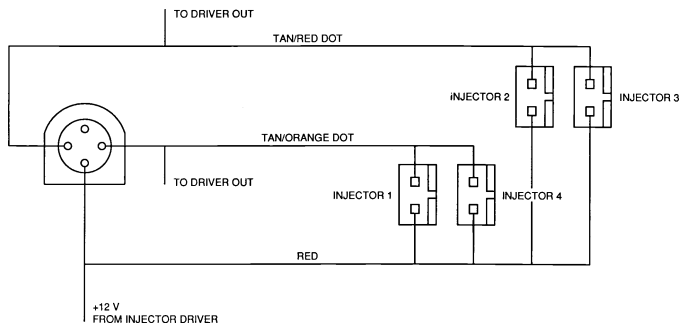 TO DRIVER OUT
TAN/RED DOT
iNJECTOR 2
INJECTOR 3
TAN/ORANGE DOT
TO DRIVER OUT
INJECTOR 1
INJECTOR 4
RED
+12 V
FROM INJECTOR DRIVER